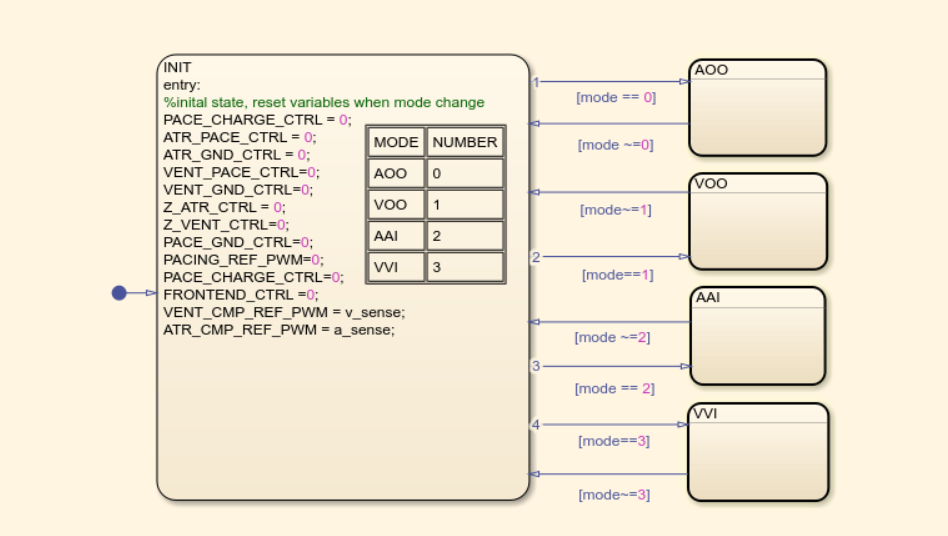 INIT
entry:
%inital state, reset variables when mode change
PACE_CHARGE_CTRL = 0;
ATR_PACE_CTRL = 0;
ATR_GND_CTRL = 0;
VENT_PACE_CTRL=0;
VENT_GND_CTRL=0;
Z_ATR_CTRL = 0;
Z_VENT_CTRL=0;
PACE_GND_CTRL=0;
PACING_REF_PWM=0;
PACE_CHARGE_CTRL=0;
FRONTEND_CTRL =0;
VENT_CMP_REF_PWM = v_sense;
ATR_CMP_REF_PWM = a_sense;
MODE NUMBER
AOO 0
VOO 1
AAI 2
VVI 3
1
[mode == 0]
[mode ~=0]
AOO
[mode~=1]
2
[mode==1]
VOO
[mode ~=2]
3
[mode == 2]
AAI
4
[mode==3]
[mode~=3]
VVI